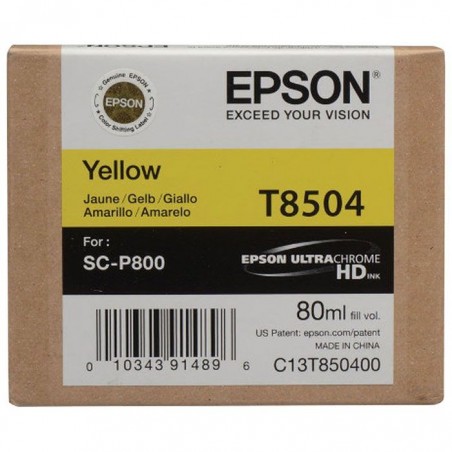 Genuine EPSON
EPSON
Color Shifting Label
EPSON®
EXCEED YOUR VISION
Yellow
Jaune/Gelb/Giallo
Amarillo/Amarelo
T8504
For :
SC-P800
EPSON ULTRACHROME
HD INK
80ml fill vol.
US Patent: epson.com/patent
MADE IN CHINA
0 10343 91489 6
C13T850400